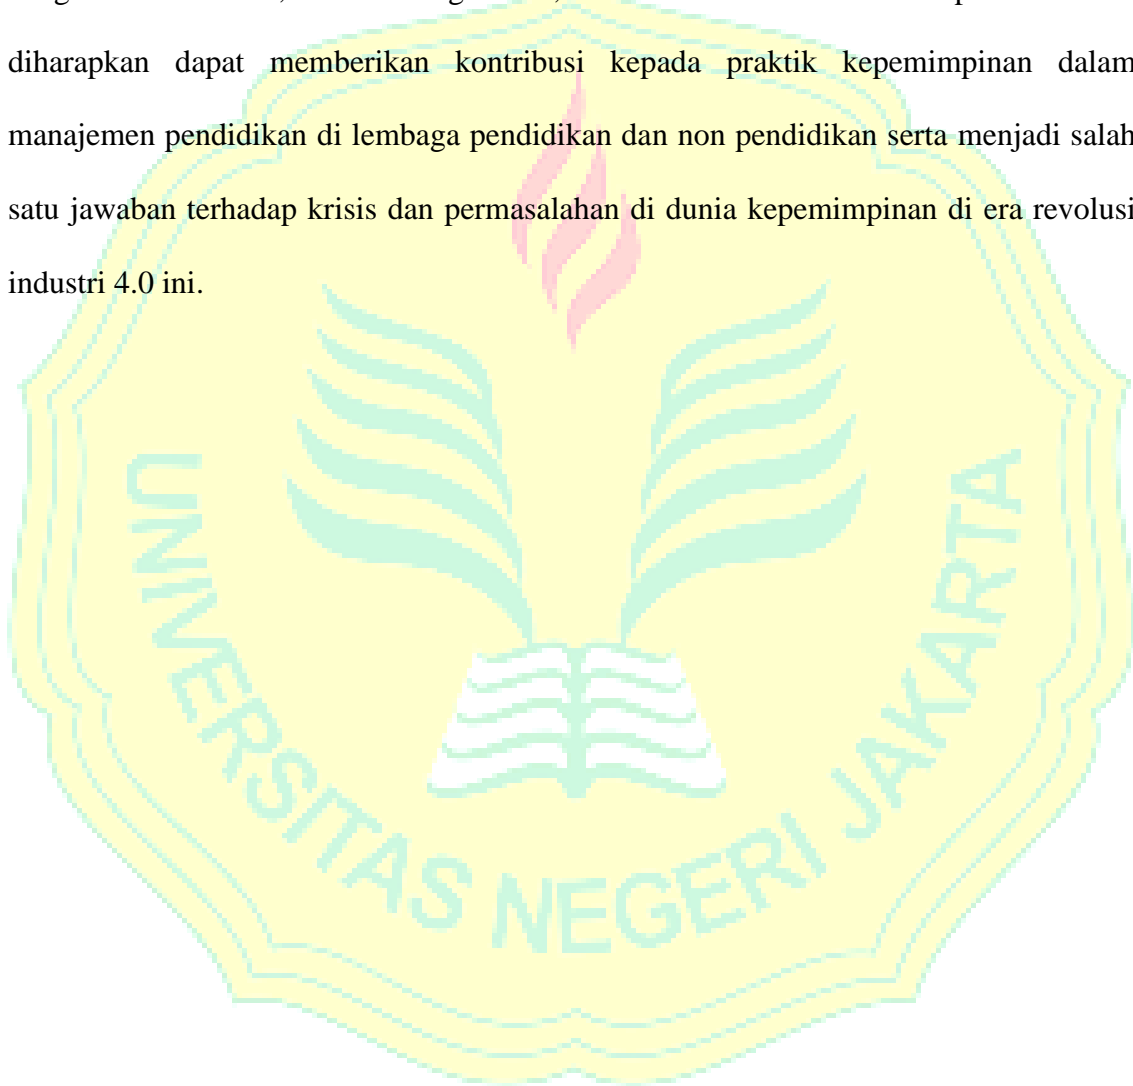 diharapkan dapat memberikan kontribusi kepada praktik kepemimpinan dalam
manajemen pendidikan di lembaga pendidikan dan non pendidikan serta menjadi salah
satu jawaban terhadap krisis dan permasalahan di dunia kepemimpinan di era revolusi
industri 4.0 ini.
UNIVERSITAS NEGERI JAKARTA